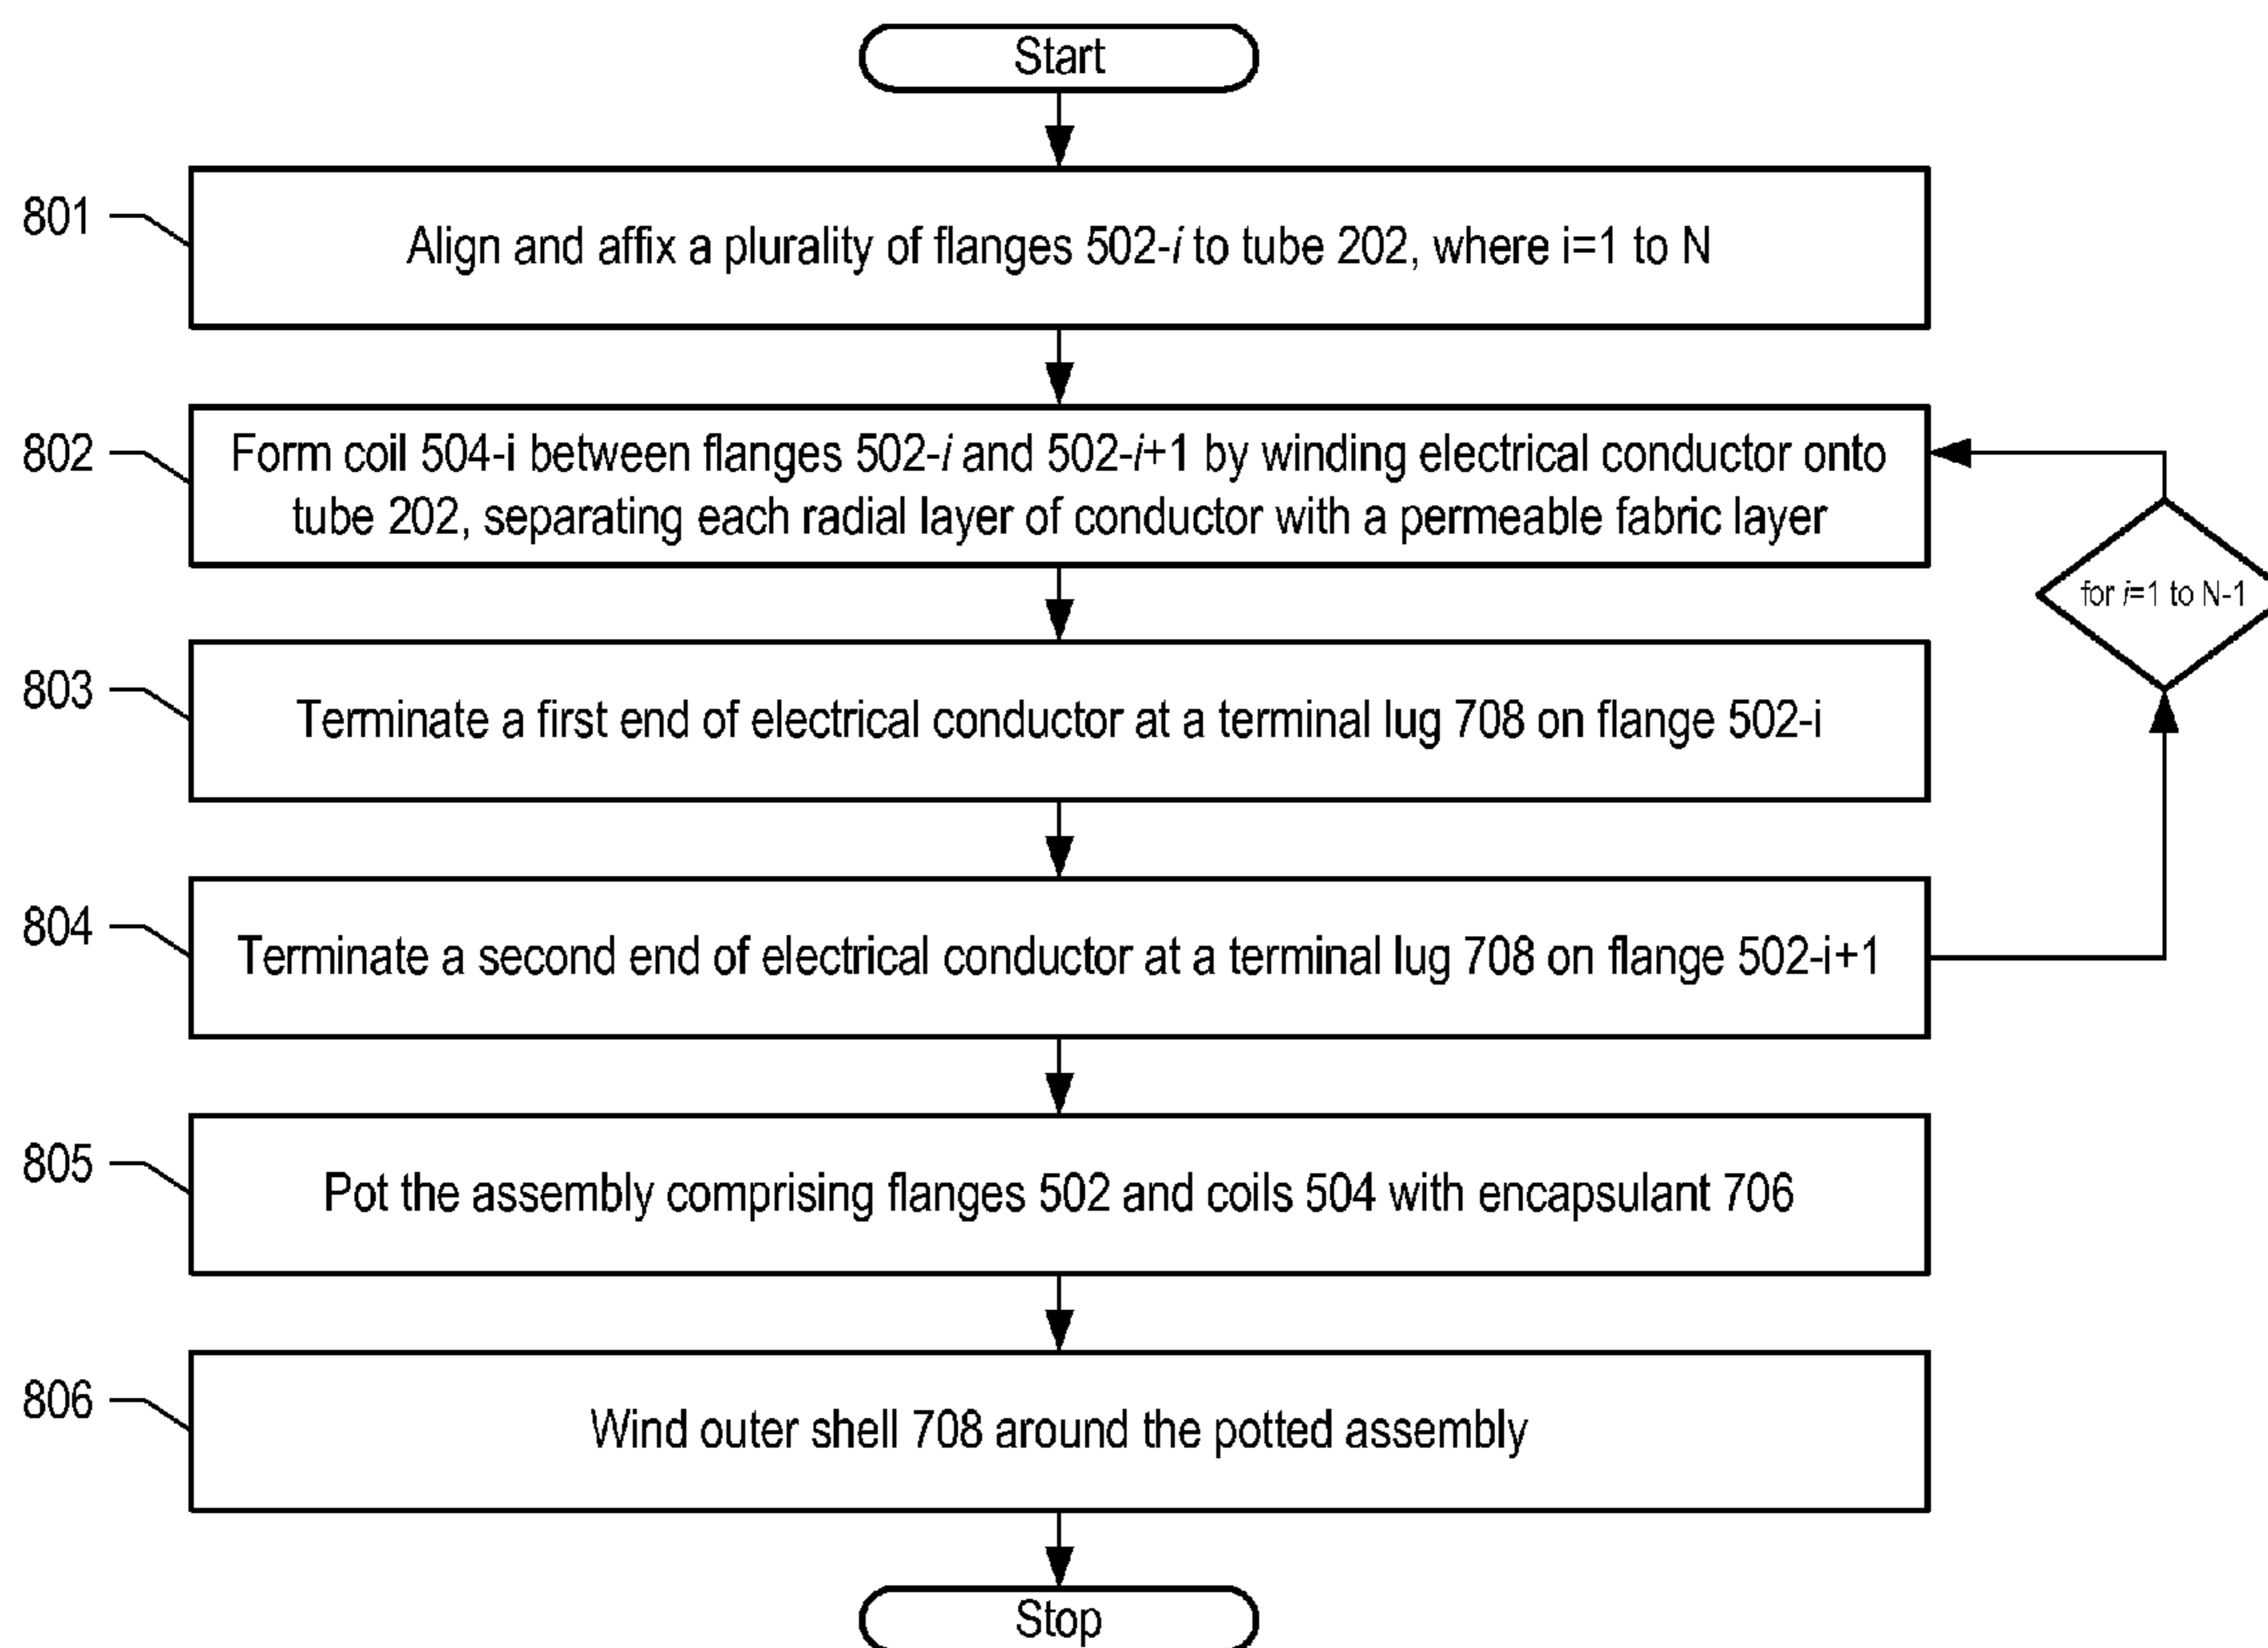 Start
801
Align and affix a plurality of flanges 502-i to tube 202, where i=1 to N
802
Form coil 504-i between flanges 502-i and 502-i+1 by winding electrical conductor onto
tube 202, separating each radial layer of conductor with a permeable fabric layer
for i=1 to N-1
803
Terminate a first end of electrical conductor at a terminal lug 708 on flange 502-i
804
Terminate a second end of electrical conductor at a terminal lug 708 on flange 502-i+1
805
Pot the assembly comprising flanges 502 and coils 504 with encapsulant 706
806
Wind outer shell 708 around the potted assembly
Stop